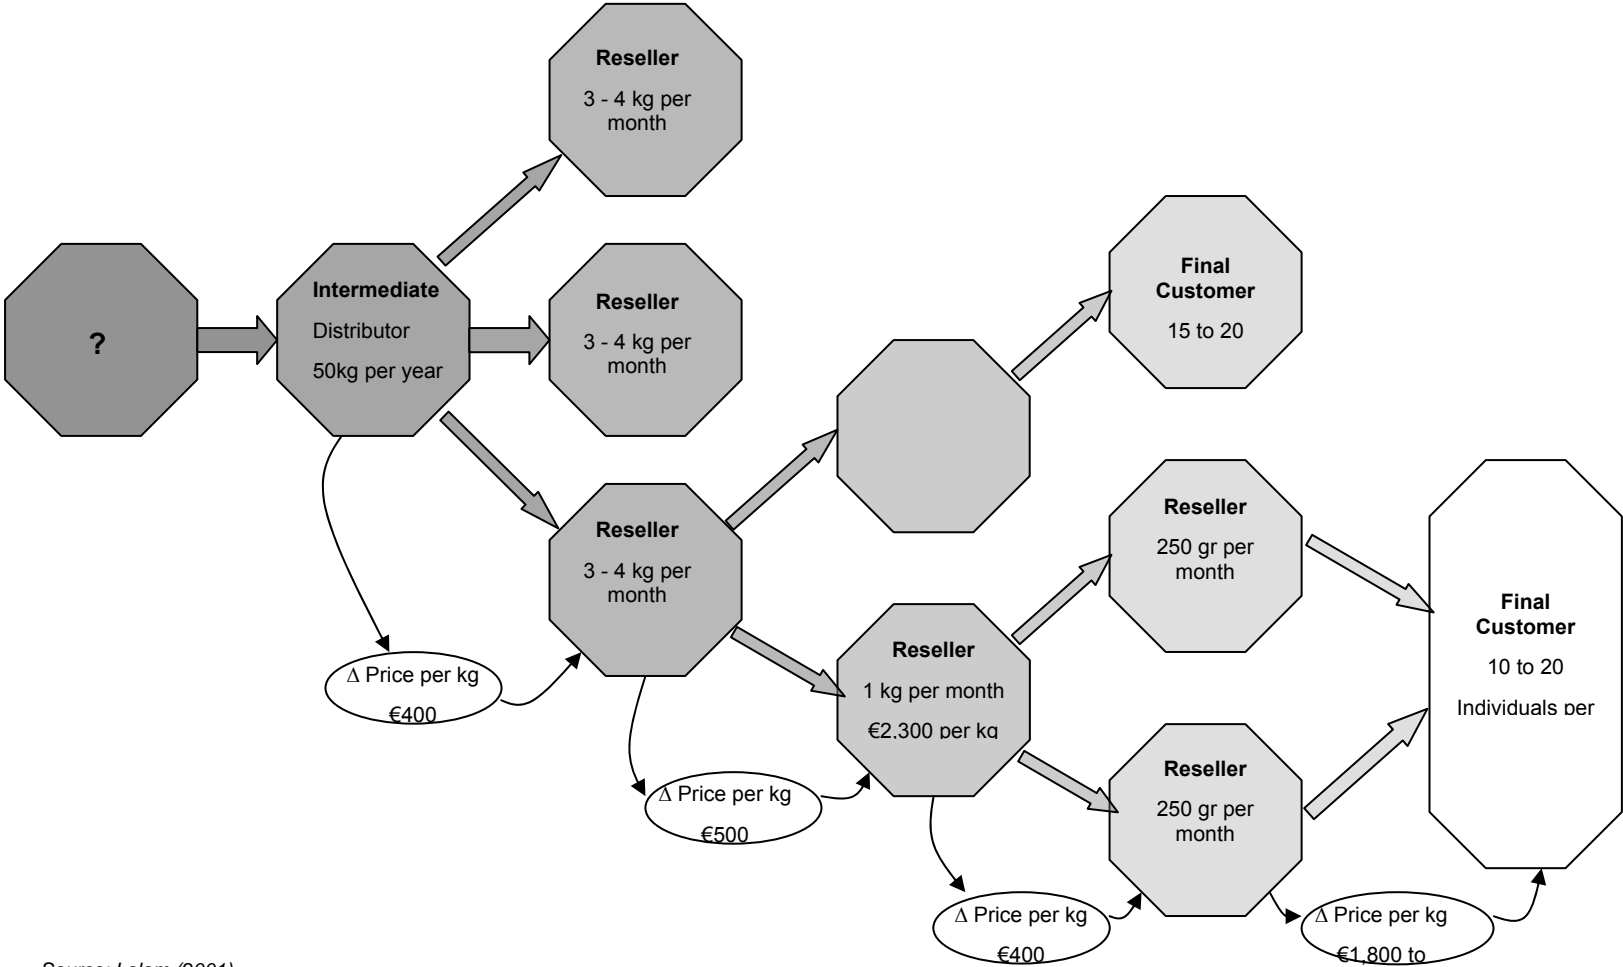 Reseller
3 - 4 kg per
month
?
Intermediate
Distributor
50kg per year
Reseller
3 - 4 kg per
month
Final
Customer
15 to 20
Reseller
3 - 4 kg per
month
Reseller
250 gr per
month
Final
Customer
10 to 20
Individuals per
Reseller
1 kg per month
€2,300 per kg
Δ Price per kg
€400
Δ Price per kg
€500
Reseller
250 gr per
month
Δ Price per kg
€400
Δ Price per kg
€1,800 to
Source: Lalam (2001)